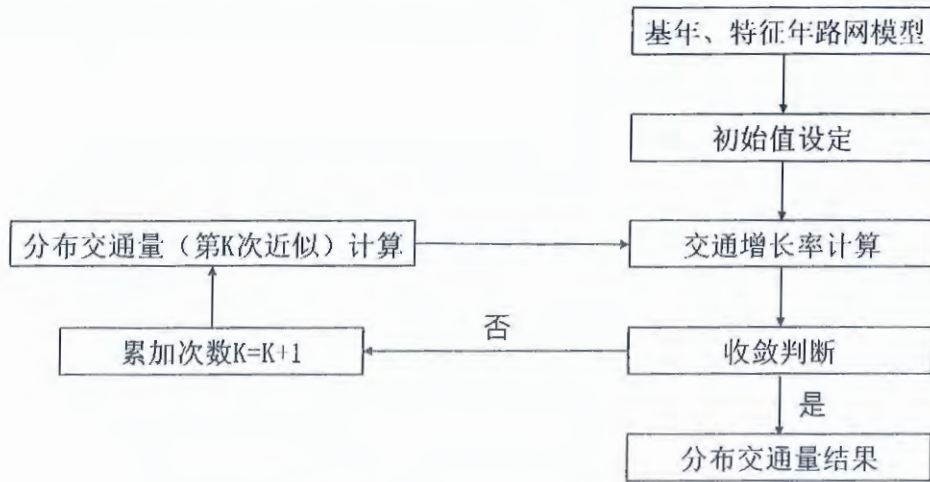 基年、特征年路网模型
初始值设定
分布交通量（第K次近似）计算
交通增长率计算
否
累加次数K=K+1
收敛判断
是
分布交通量结果